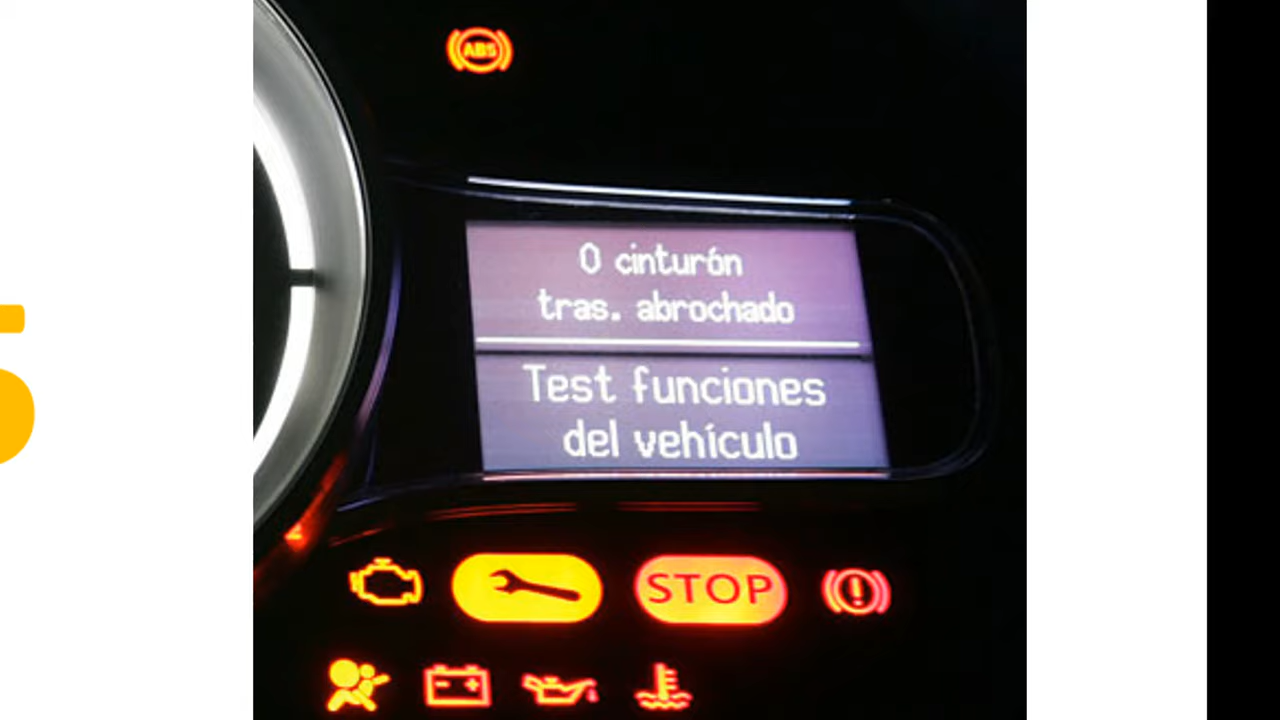 ABS
0 cinturón
tras. abrochado
Test funciones
del vehículo
STOP